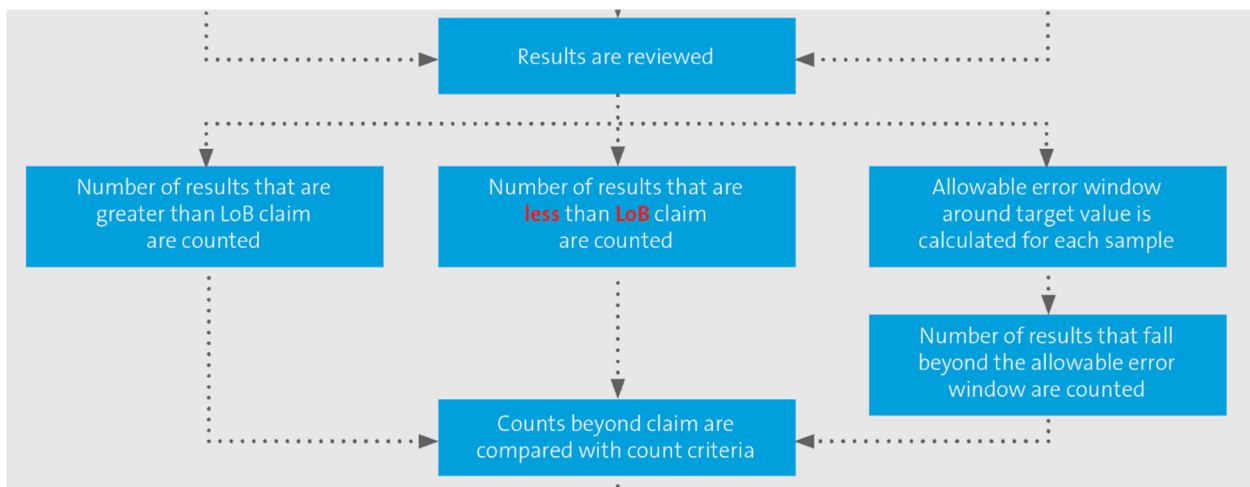 Results are reviewed
Number of results that are
greater than LoB claim
are counted
Number of results that are
less than LoB claim
are counted
Allowable error window
around target value is
calculated for each sample
Number of results that fall
beyond the allowable error
window are counted
Counts beyond claim are
compared with count criteria